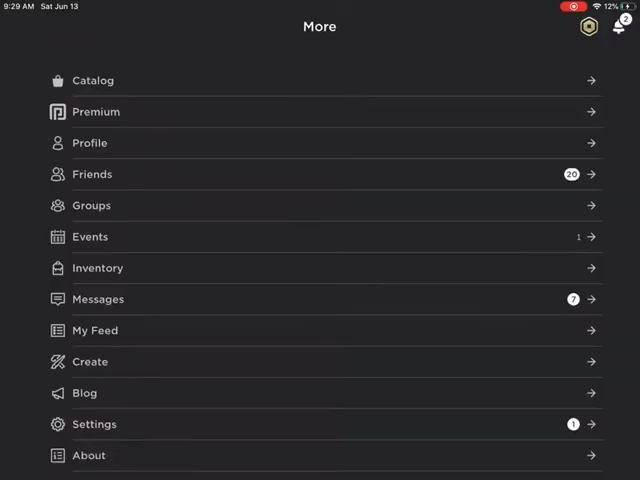 9:29 AM Sat Jun 13 12%
More
2
Catalog
Premium
Profile
Friends 20
Groups
Events 1
Inventory
Messages 7
My Feed
Create
Blog
Settings 1
About